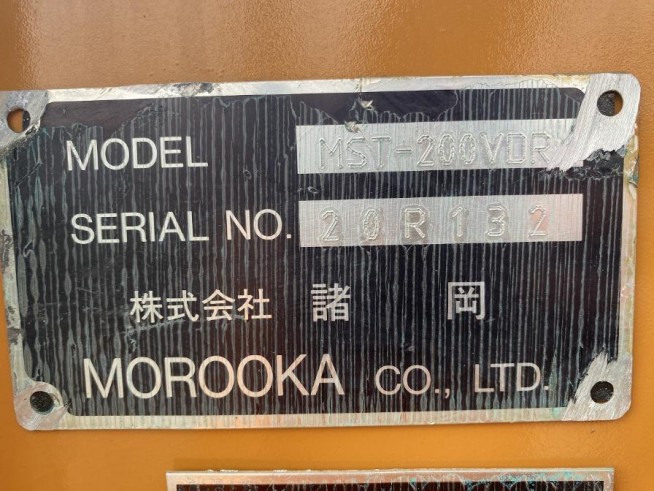 MODEL MST-200VDR
SERIAL NO. 20R132
株式会社 諸 岡
MOROOKA CO., LTD.